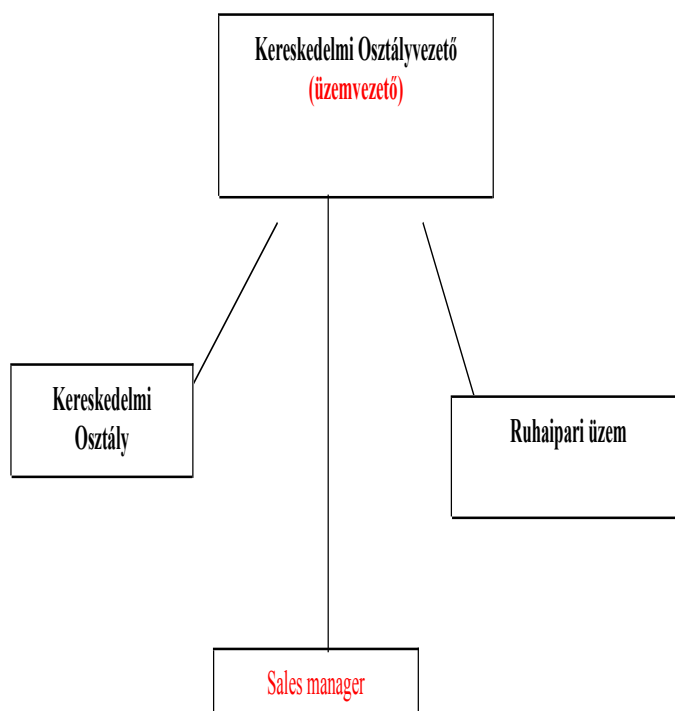 Kereskedelmi Osztályvezető
(üzemvezető)
Kereskedelmi
Osztály
Ruhaipari üzem
Sales manager